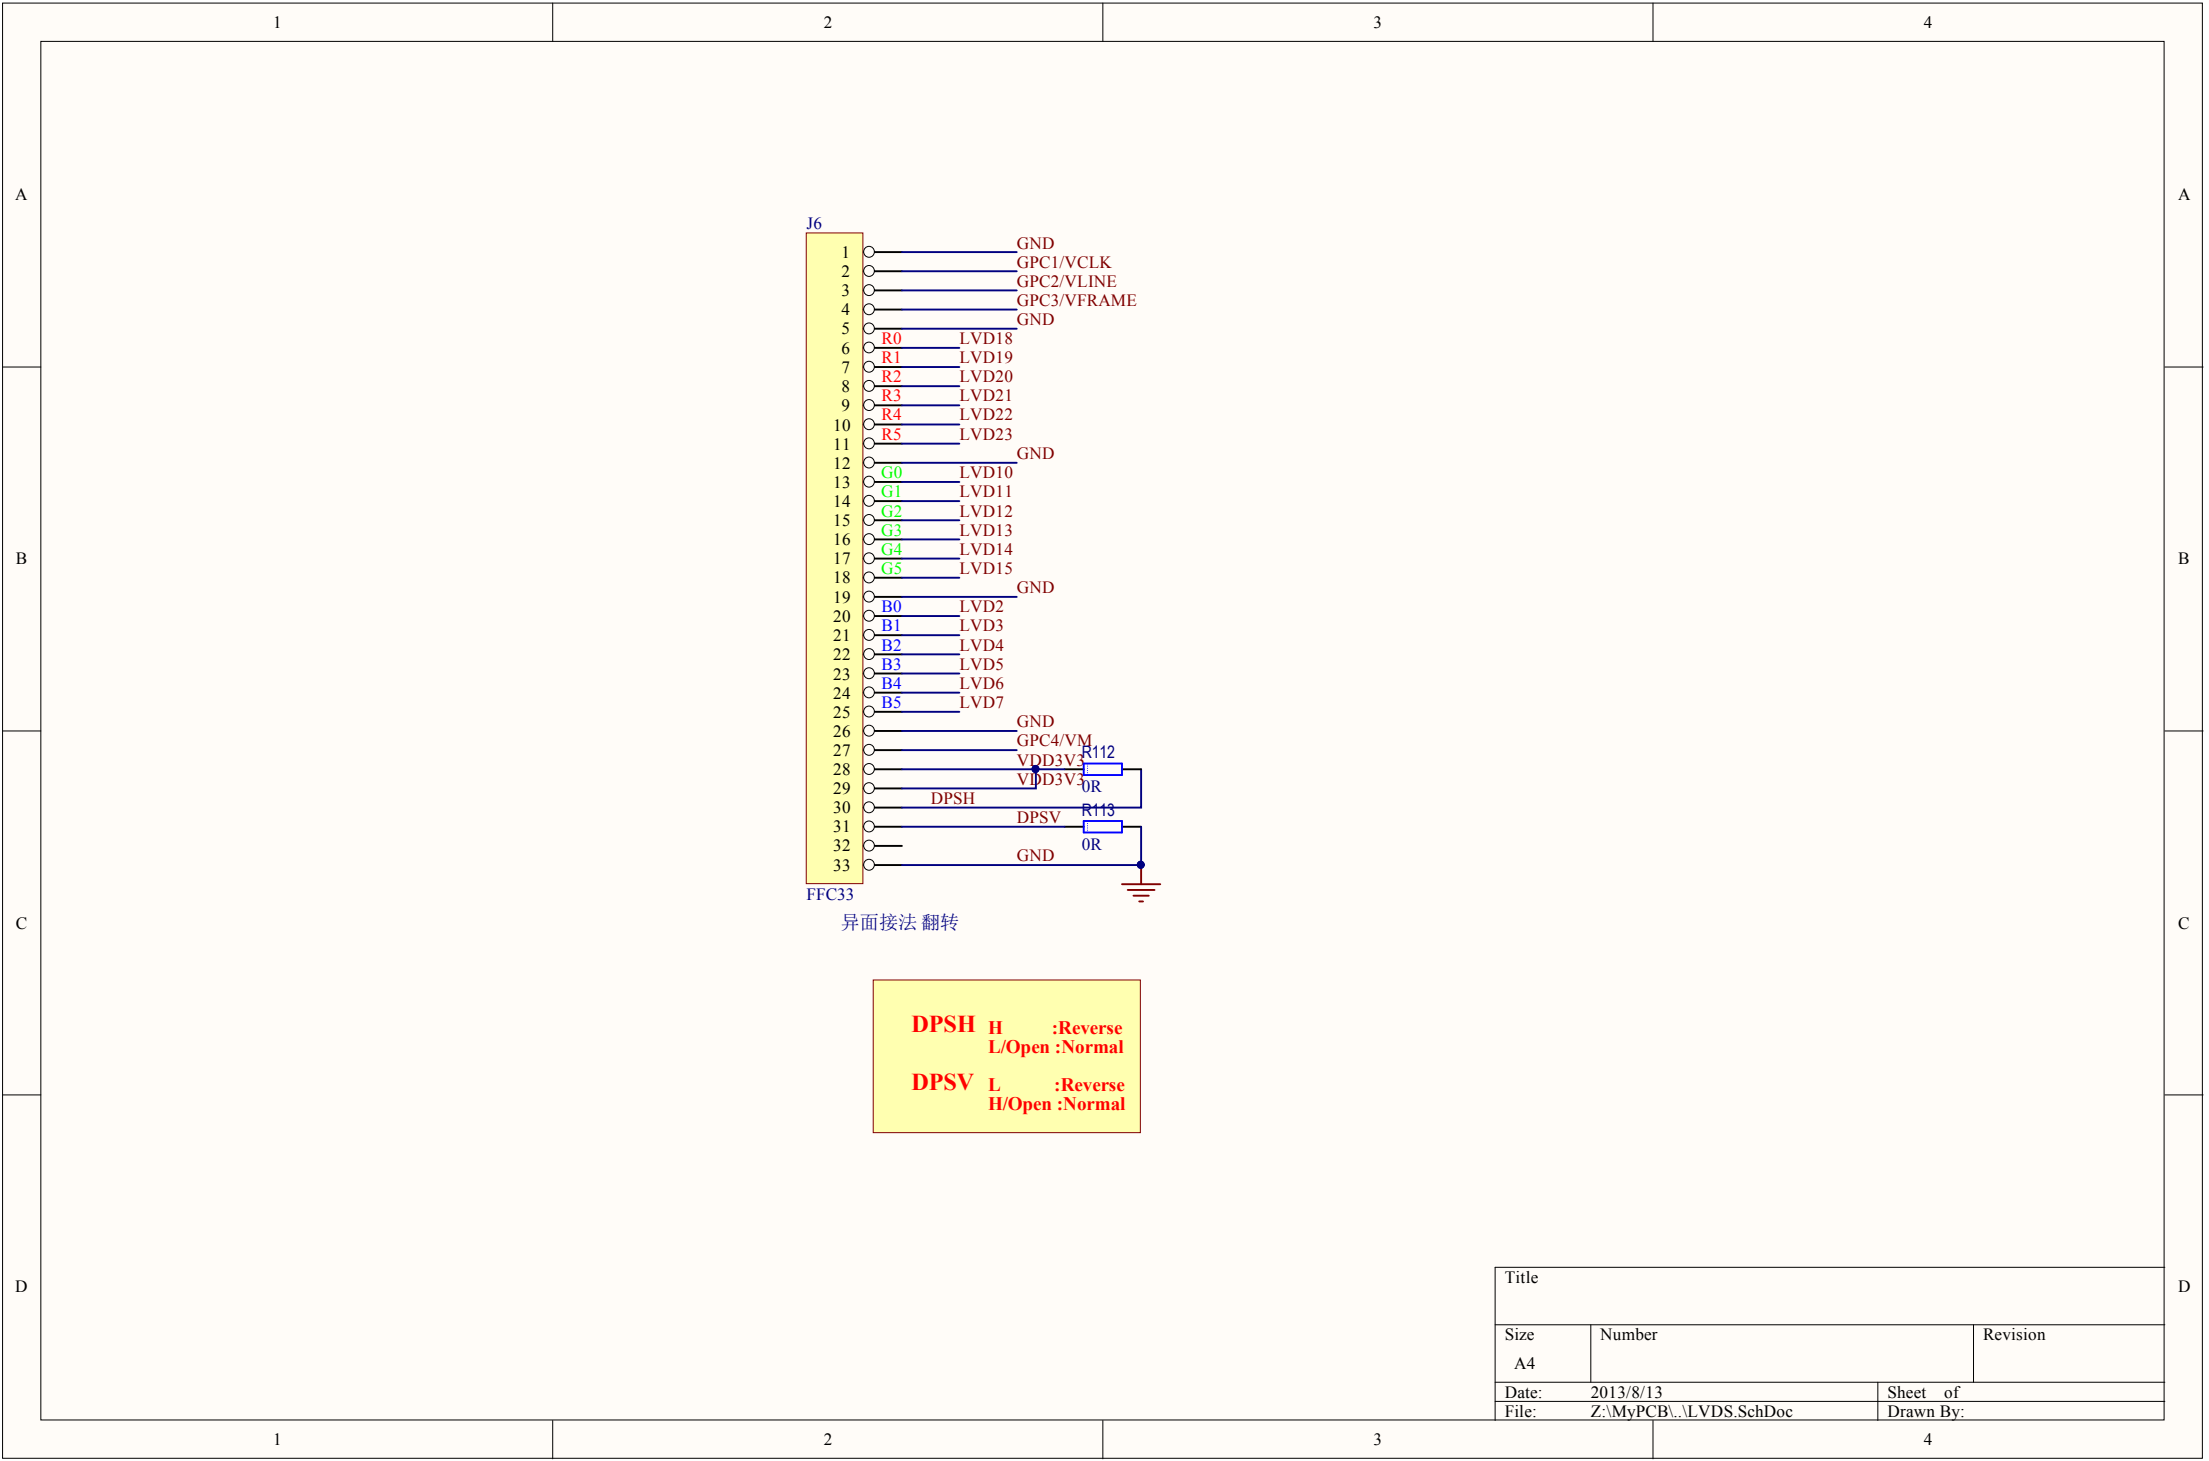 1 2 3 4
A A
J6
1 GND
2 GPC1/VCLK
3 GPC2/VLINE
4 GPC3/VFRAME
5 GND
6 R0 LVD18
7 R1 LVD19
8 R2 LVD20
9 R3 LVD21
10 R4 LVD22
11 R5 LVD23
12 GND
13 G0 LVD10
14 G1 LVD11
15 G2 LVD12
16 G3 LVD13
B B
17 G4 LVD14
18 G5 LVD15
19 GND
20 B0 LVD2
21 B1 LVD3
22 B2 LVD4
23 B3 LVD5
24 B4 LVD6
25 B5 LVD7
26 GND
27 GPC4/VM
R112
28 VDD3V3
29 VDD3V3
0R
30 DPSH
R113
31 DPSV
32
0R
33 GND
FFC33
异面接法 翻转
C C
DPSH H :Reverse
L/Open :Normal
DPSV L :Reverse
H/Open :Normal
D D
Title
Size Number Revision
A4
Date: 2013/8/13 Sheet of
File: Z:\MyPCB\..\LVDS.SchDoc Drawn By:
1 2 3 4